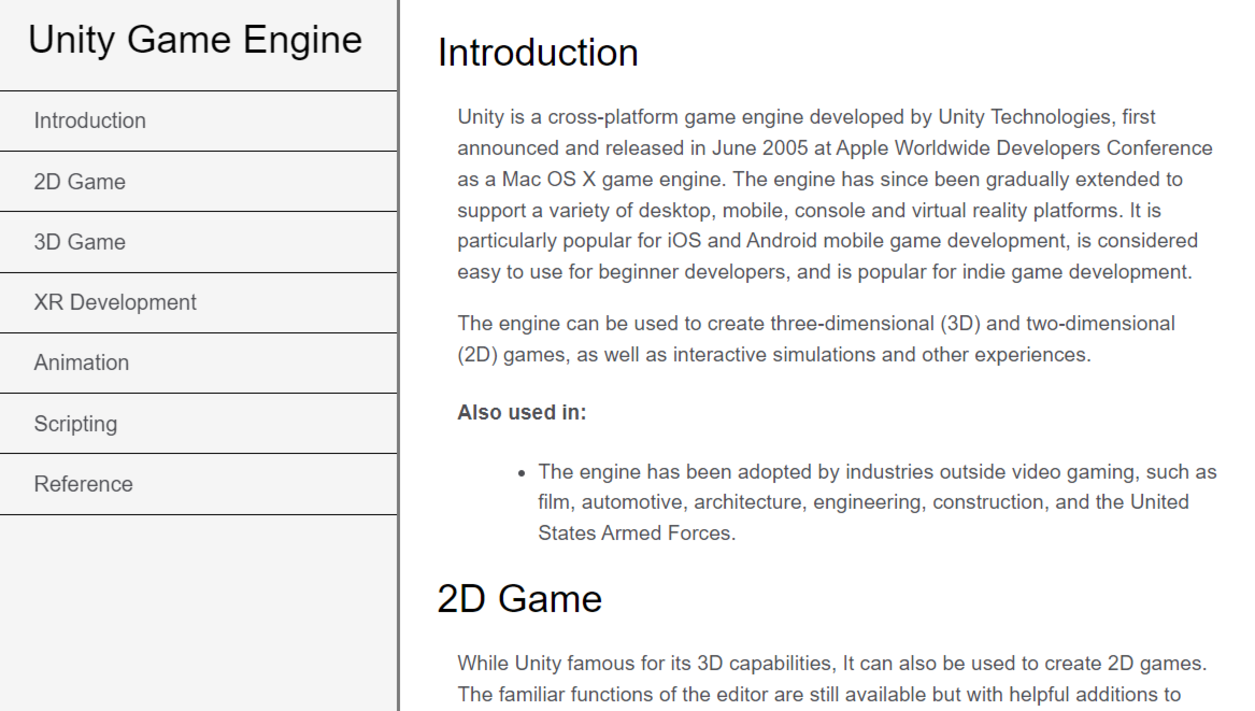 Unity Game Engine
Introduction
2D Game
3D Game
XR Development
Animation
Scripting
Reference
Introduction
Unity is a cross-platform game engine developed by Unity Technologies, first
announced and released in June 2005 at Apple Worldwide Developers Conference
as a Mac OS X game engine. The engine has since been gradually extended to
support a variety of desktop, mobile, console and virtual reality platforms. It is
particularly popular for iOS and Android mobile game development, is considered
easy to use for beginner developers, and is popular for indie game development.
The engine can be used to create three-dimensional (3D) and two-dimensional
(2D) games, as well as interactive simulations and other experiences.
Also used in:
• The engine has been adopted by industries outside video gaming, such as
film, automotive, architecture, engineering, construction, and the United
States Armed Forces.
2D Game
While Unity famous for its 3D capabilities, It can also be used to create 2D games.
The familiar functions of the editor are still available but with helpful additions to